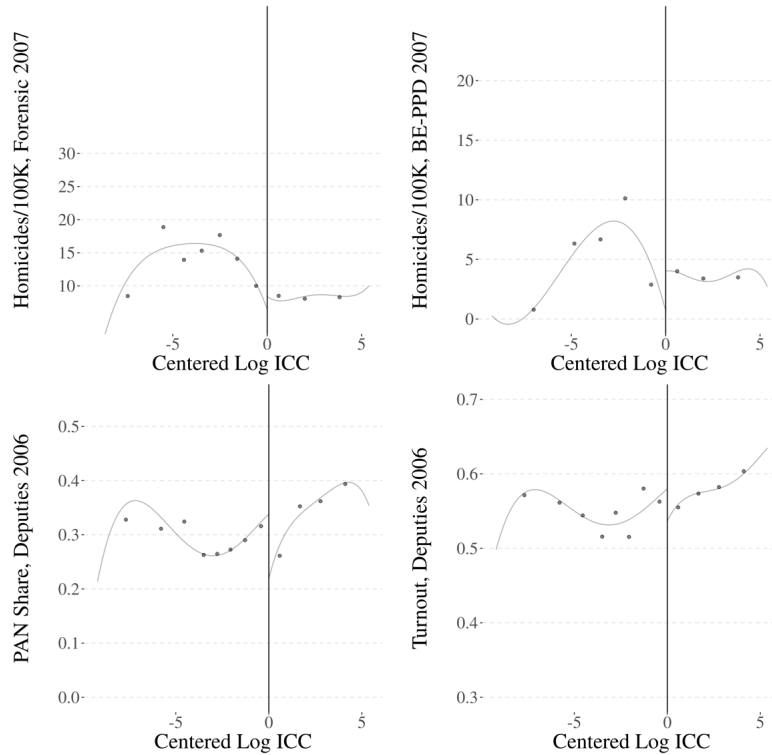 Homicides/100K, Forensic 2007
30
25
20
15
10
-5 0 5
Centered Log ICC
Homicides/100K, BE-PPD 2007
20
15
10
5
0
-5 0 5
Centered Log ICC
PAN Share, Deputies 2006
0.5
0.4
0.3
0.2
0.1
0.0
-5 0 5
Centered Log ICC
Turnout, Deputies 2006
0.7
0.6
0.5
0.4
0.3
-5 0 5
Centered Log ICC